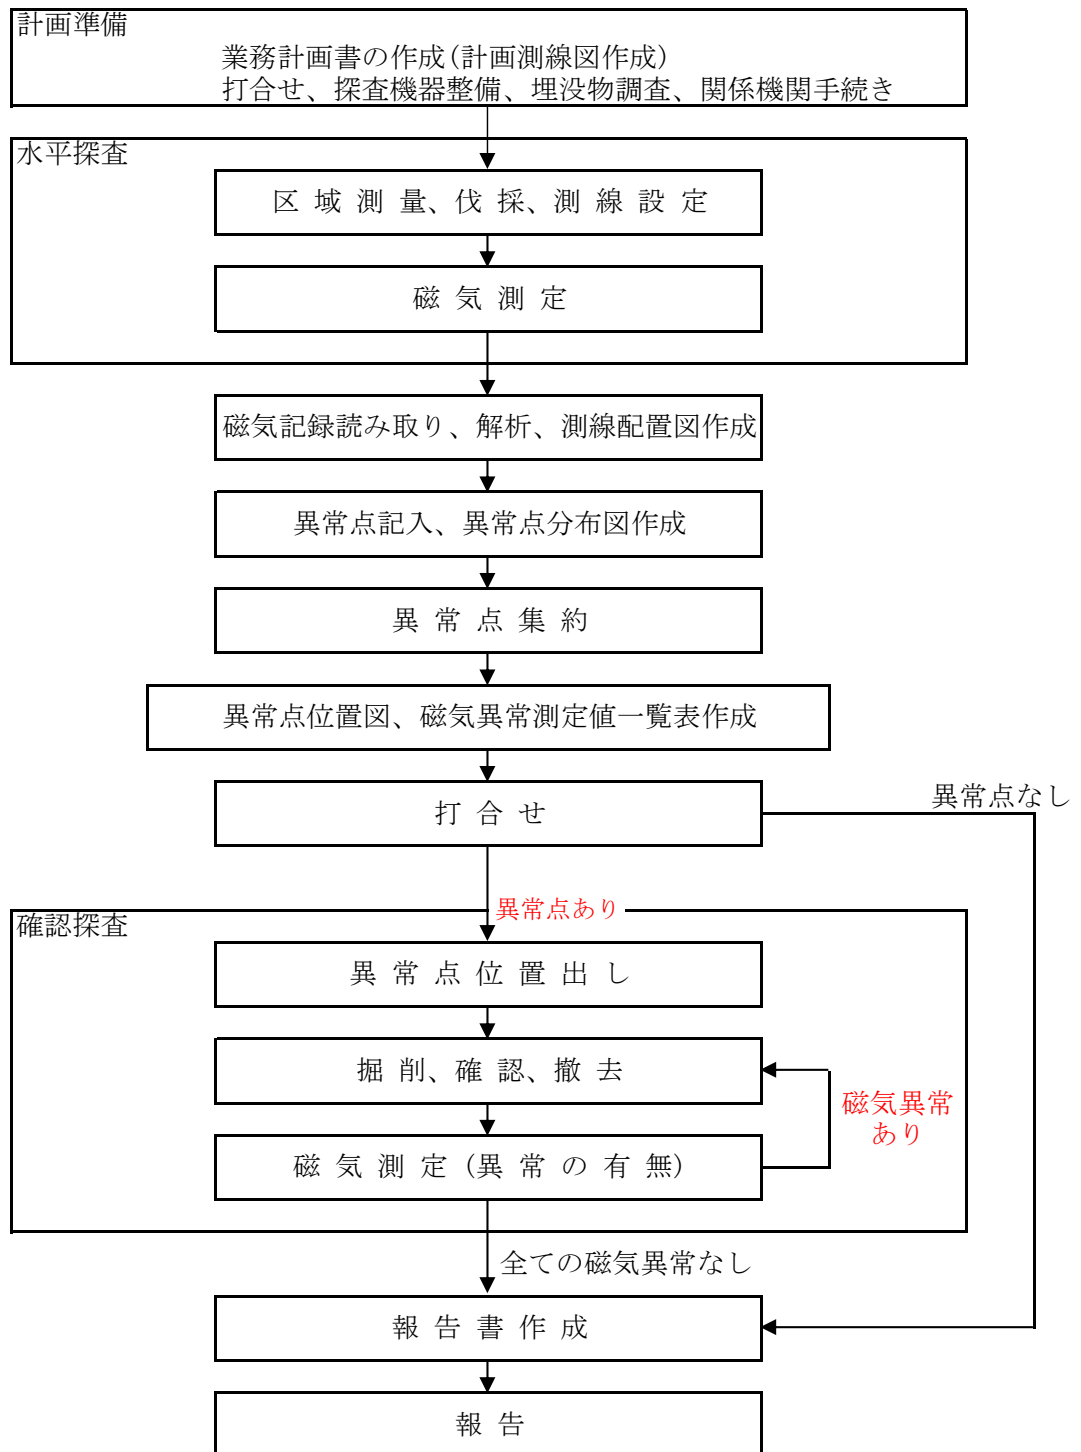 計画準備
業務計画書の作成(計画測線図作成)
打合せ、探査機器整備、埋没物調査、関係機関手続き
水平探査
区域測量、伐採、測線設定
磁気測定
磁気記録読み取り、解析、測線配置図作成
異常点記入、異常点分布図作成
異常点集約
異常点位置図、磁気異常測定値一覧表作成
打合せ
異常点なし
異常点あり
確認探査
異常点位置出し
掘削、確認、撤去
磁気異常
あり
磁気測定(異常の有無)
全ての磁気異常なし
報告書作成
報告